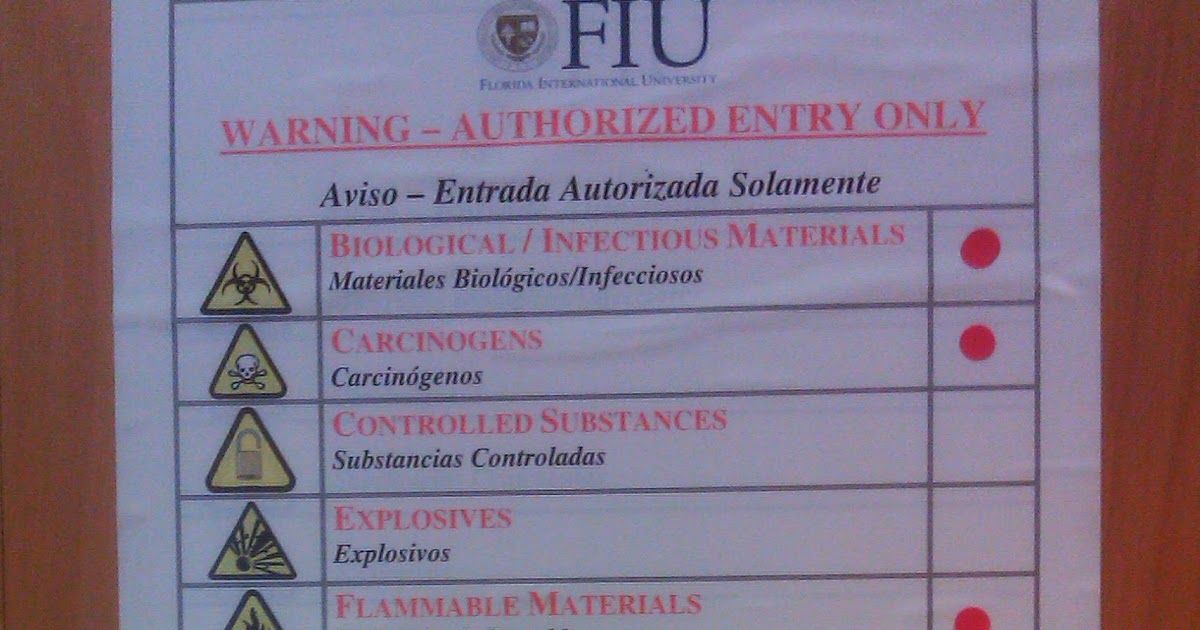 FIU
FLORIDA INTERNATIONAL UNIVERSITY
WARNING – AUTHORIZED ENTRY ONLY
Aviso – Entrada Autorizada Solamente
BIOLOGICAL / INFECTIOUS MATERIALS
Materiales Biológicos/Infecciosos
CARCINOGENS
Carcinógenos
CONTROLLED SUBSTANCES
Substancias Controladas
EXPLOSIVES
Explosivos
FLAMMABLE MATERIALS